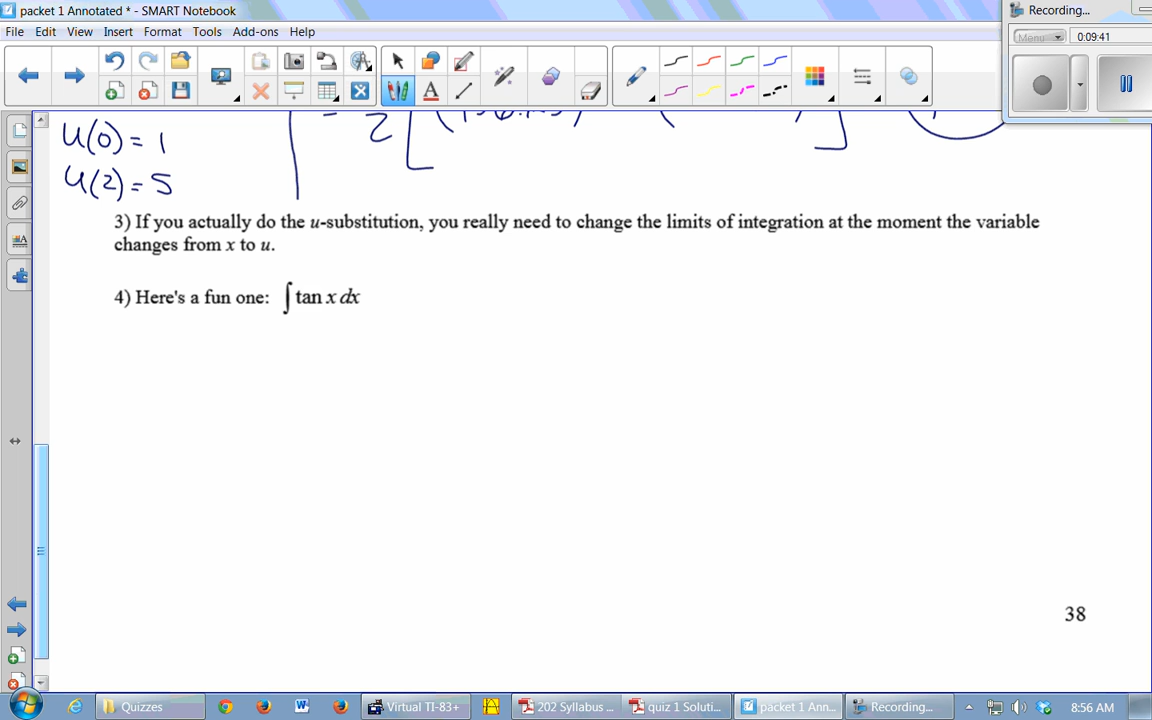 packet 1 Annotated * - SMART Notebook
Recording...
File Edit View Insert Format Tools Add-ons Help
Menu
0:09:41
u(0) = 1
u(2) = 5
= 2 [
3) If you actually do the u-substitution, you really need to change the limits of integration at the moment the variable
changes from x to u.
4) Here's a fun one: ∫ tan x dx
38
Quizzes
Virtual TI-83+
202 Syllabus ...
quiz 1 Soluti...
packet 1 Ann...
Recording...
8:56 AM